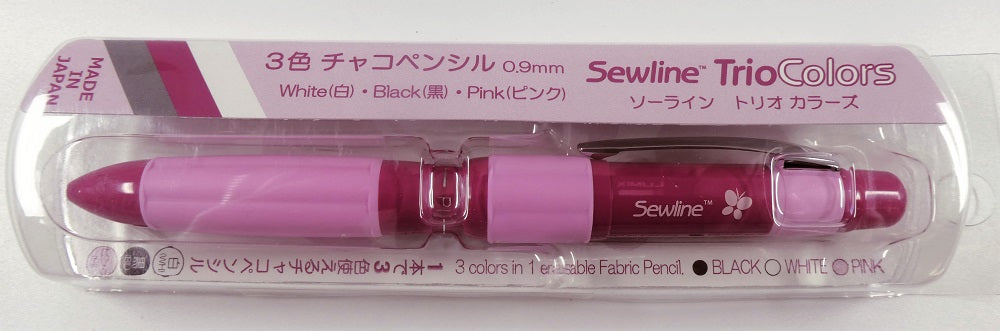 MADE
IN
JAPAN
3色 チャコペンシル 0.9mm
White(白)・Black(黒)・Pink(ピンク)
Sewline™ TrioColors
ソーライン トリオ カラーズ
Sewline™
1本で3色使えるチャコペンシル
白
黒
3 colors in 1 erasable Fabric Pencil. BLACK WHITE PINK